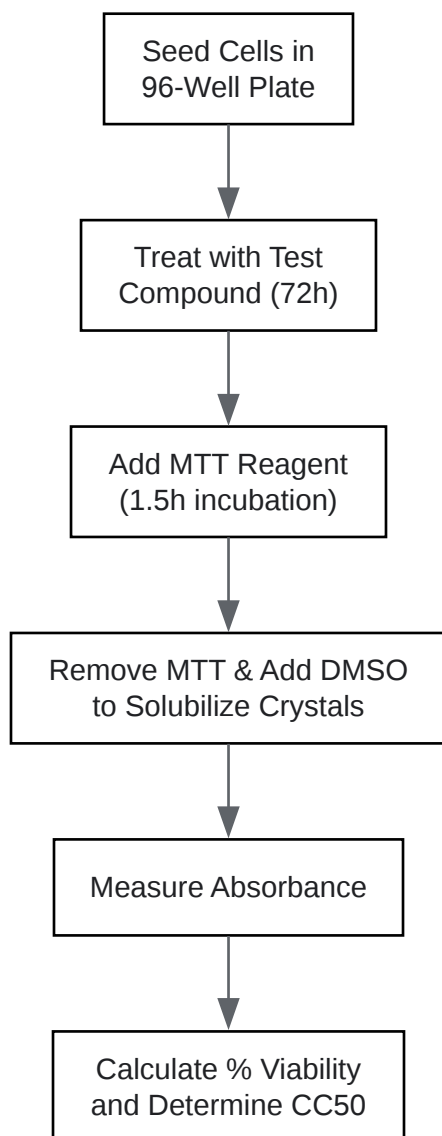 Seed Cells in
96-Well Plate
Treat with Test
Compound (72h)
Add MTT Reagent
(1.5h incubation)
Remove MTT & Add DMSO
to Solubilize Crystals
Measure Absorbance
Calculate % Viability
and Determine CC50